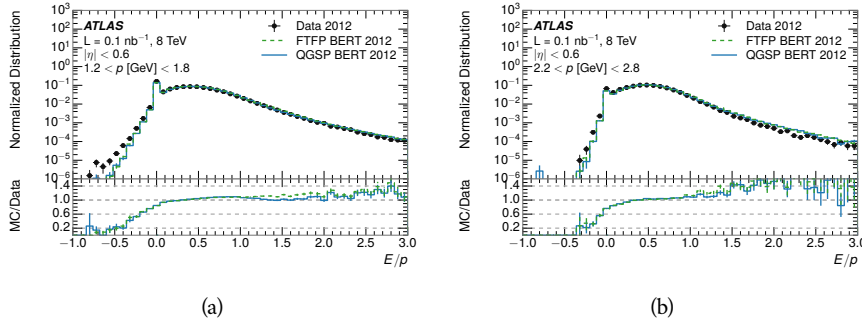 ATLAS
L = 0.1 nb⁻¹, 8 TeV
|η| < 0.6
1.2 < p [GeV] < 1.8
Data 2012
FTFP BERT 2012
QGSP BERT 2012
Normalized Distribution
10³
10²
10¹
10⁰
10⁻¹
10⁻²
10⁻³
10⁻⁴
10⁻⁵
10⁻⁶
MC/Data
1.4
1.0
0.6
0.2
−1.0 −0.5 0.0 0.5 1.0 1.5 2.0 2.5 3.0
E/p
(a)
ATLAS
L = 0.1 nb⁻¹, 8 TeV
|η| < 0.6
2.2 < p [GeV] < 2.8
Data 2012
FTFP BERT 2012
QGSP BERT 2012
Normalized Distribution
10³
10²
10¹
10⁰
10⁻¹
10⁻²
10⁻³
10⁻⁴
10⁻⁵
10⁻⁶
MC/Data
1.4
1.0
0.6
0.2
−1.0 −0.5 0.0 0.5 1.0 1.5 2.0 2.5 3.0
E/p
(b)